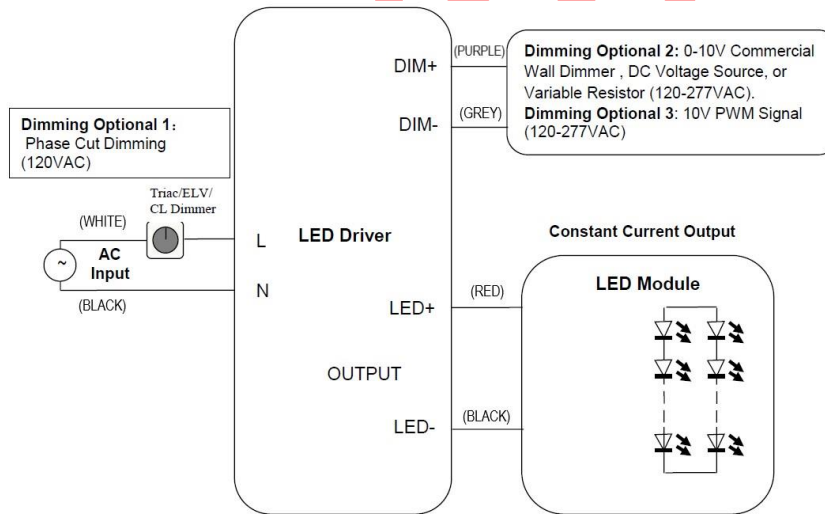 (PURPLE)
DIM+
Dimming Optional 2: 0-10V Commercial
Wall Dimmer , DC Voltage Source, or
Variable Resistor (120-277VAC).
Dimming Optional 3: 10V PWM Signal
(120-277VAC)
(GREY)
DIM-
Dimming Optional 1:
Phase Cut Dimming
(120VAC)
Triac/ELV/
CL Dimmer
(WHITE)
L
LED Driver
~
AC
Input
N
(BLACK)
Constant Current Output
LED Module
(RED)
LED+
OUTPUT
(BLACK)
LED-